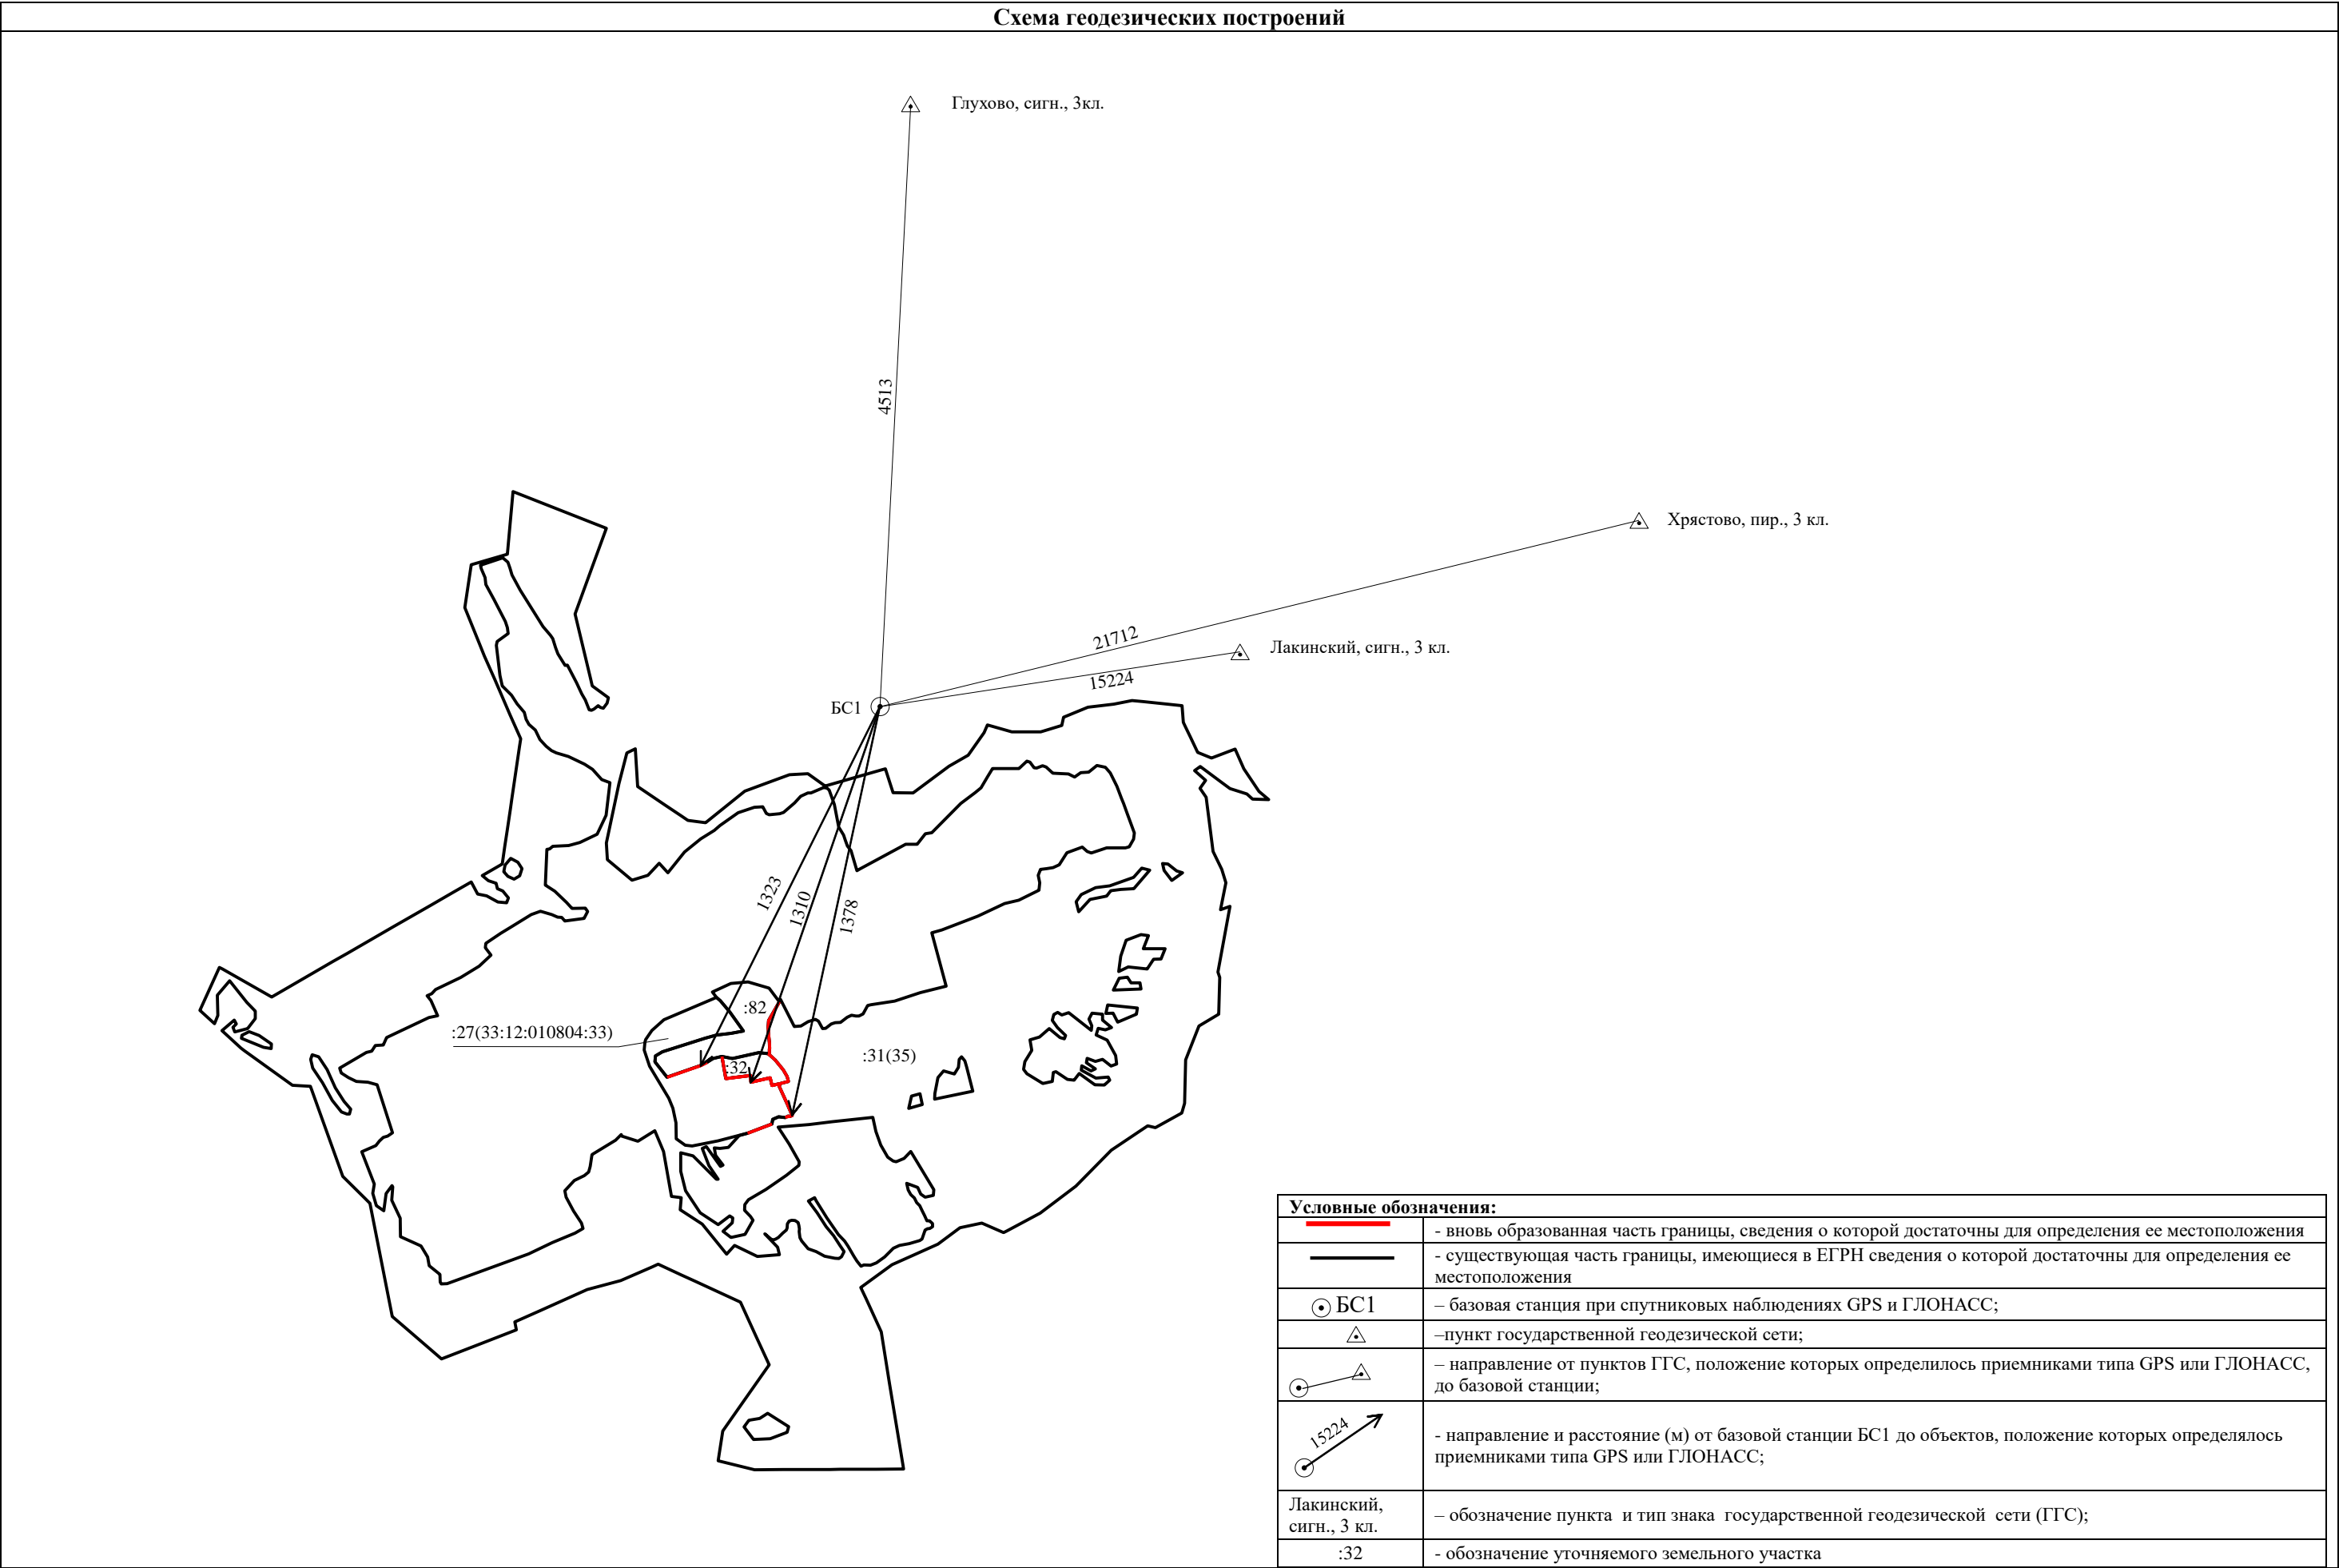 Схема геодезических построений
Глухово, сигн., 3кл.
4513
Хрястово, пир., 3 кл.
21712
Лакинский, сигн., 3 кл.
15224
БС1
1323
1310
1378
:82
:27(33:12:010804:33)
:31(35)
:32
Условные обозначения:
- вновь образованная часть границы, сведения о которой достаточны для определения ее местоположения
- существующая часть границы, имеющиеся в ЕГРН сведения о которой достаточны для определения ее
местоположения
БС1
– базовая станция при спутниковых наблюдениях GPS и ГЛОНАСС;
–пункт государственной геодезической сети;
– направление от пунктов ГГС, положение которых определилось приемниками типа GPS или ГЛОНАСС,
до базовой станции;
15224
- направление и расстояние (м) от базовой станции БС1 до объектов, положение которых определялось
приемниками типа GPS или ГЛОНАСС;
Лакинский,
сигн., 3 кл.
– обозначение пункта и тип знака государственной геодезической сети (ГГС);
:32
- обозначение уточняемого земельного участка